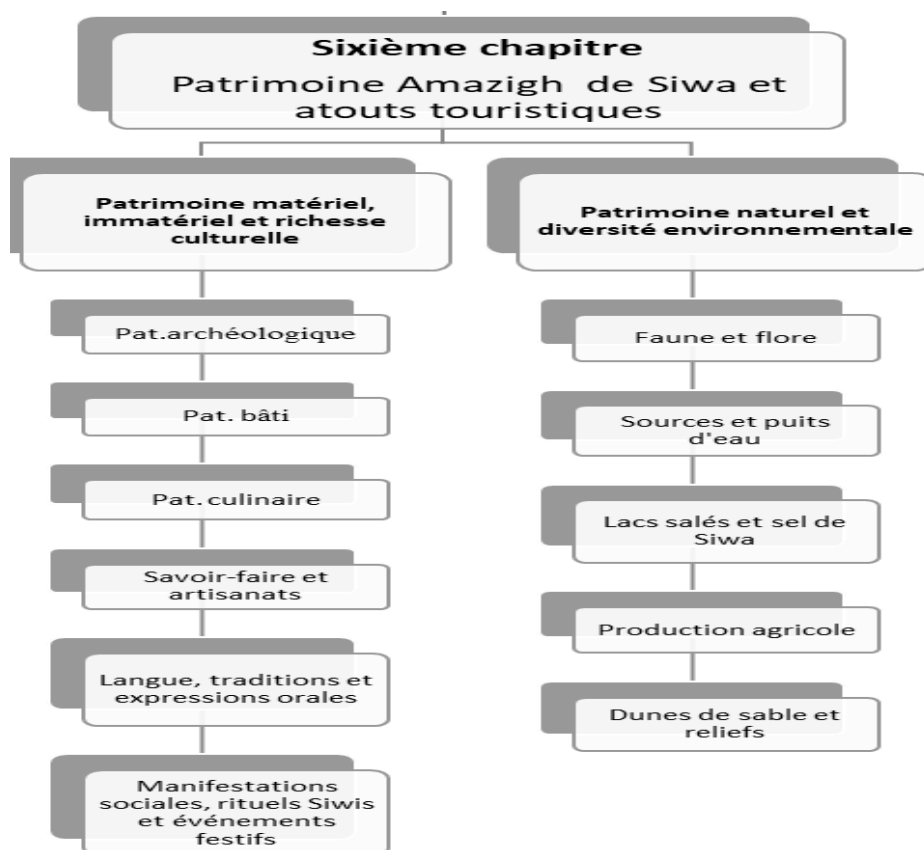 Sixième chapitre
Patrimoine Amazigh de Siwa et
atouts touristiques
Patrimoine matériel,
immatériel et richesse
culturelle
Pat.archéologique
Pat. bâti
Pat. culinaire
Savoir-faire et
artisanats
Langue, traditions et
expressions orales
Manifestations
sociales, rituels Siwis
et événements
festifs
Patrimoine naturel et
diversité environnementale
Faune et flore
Sources et puits
d'eau
Lacs salés et sel de
Siwa
Production agricole
Dunes de sable et
reliefs